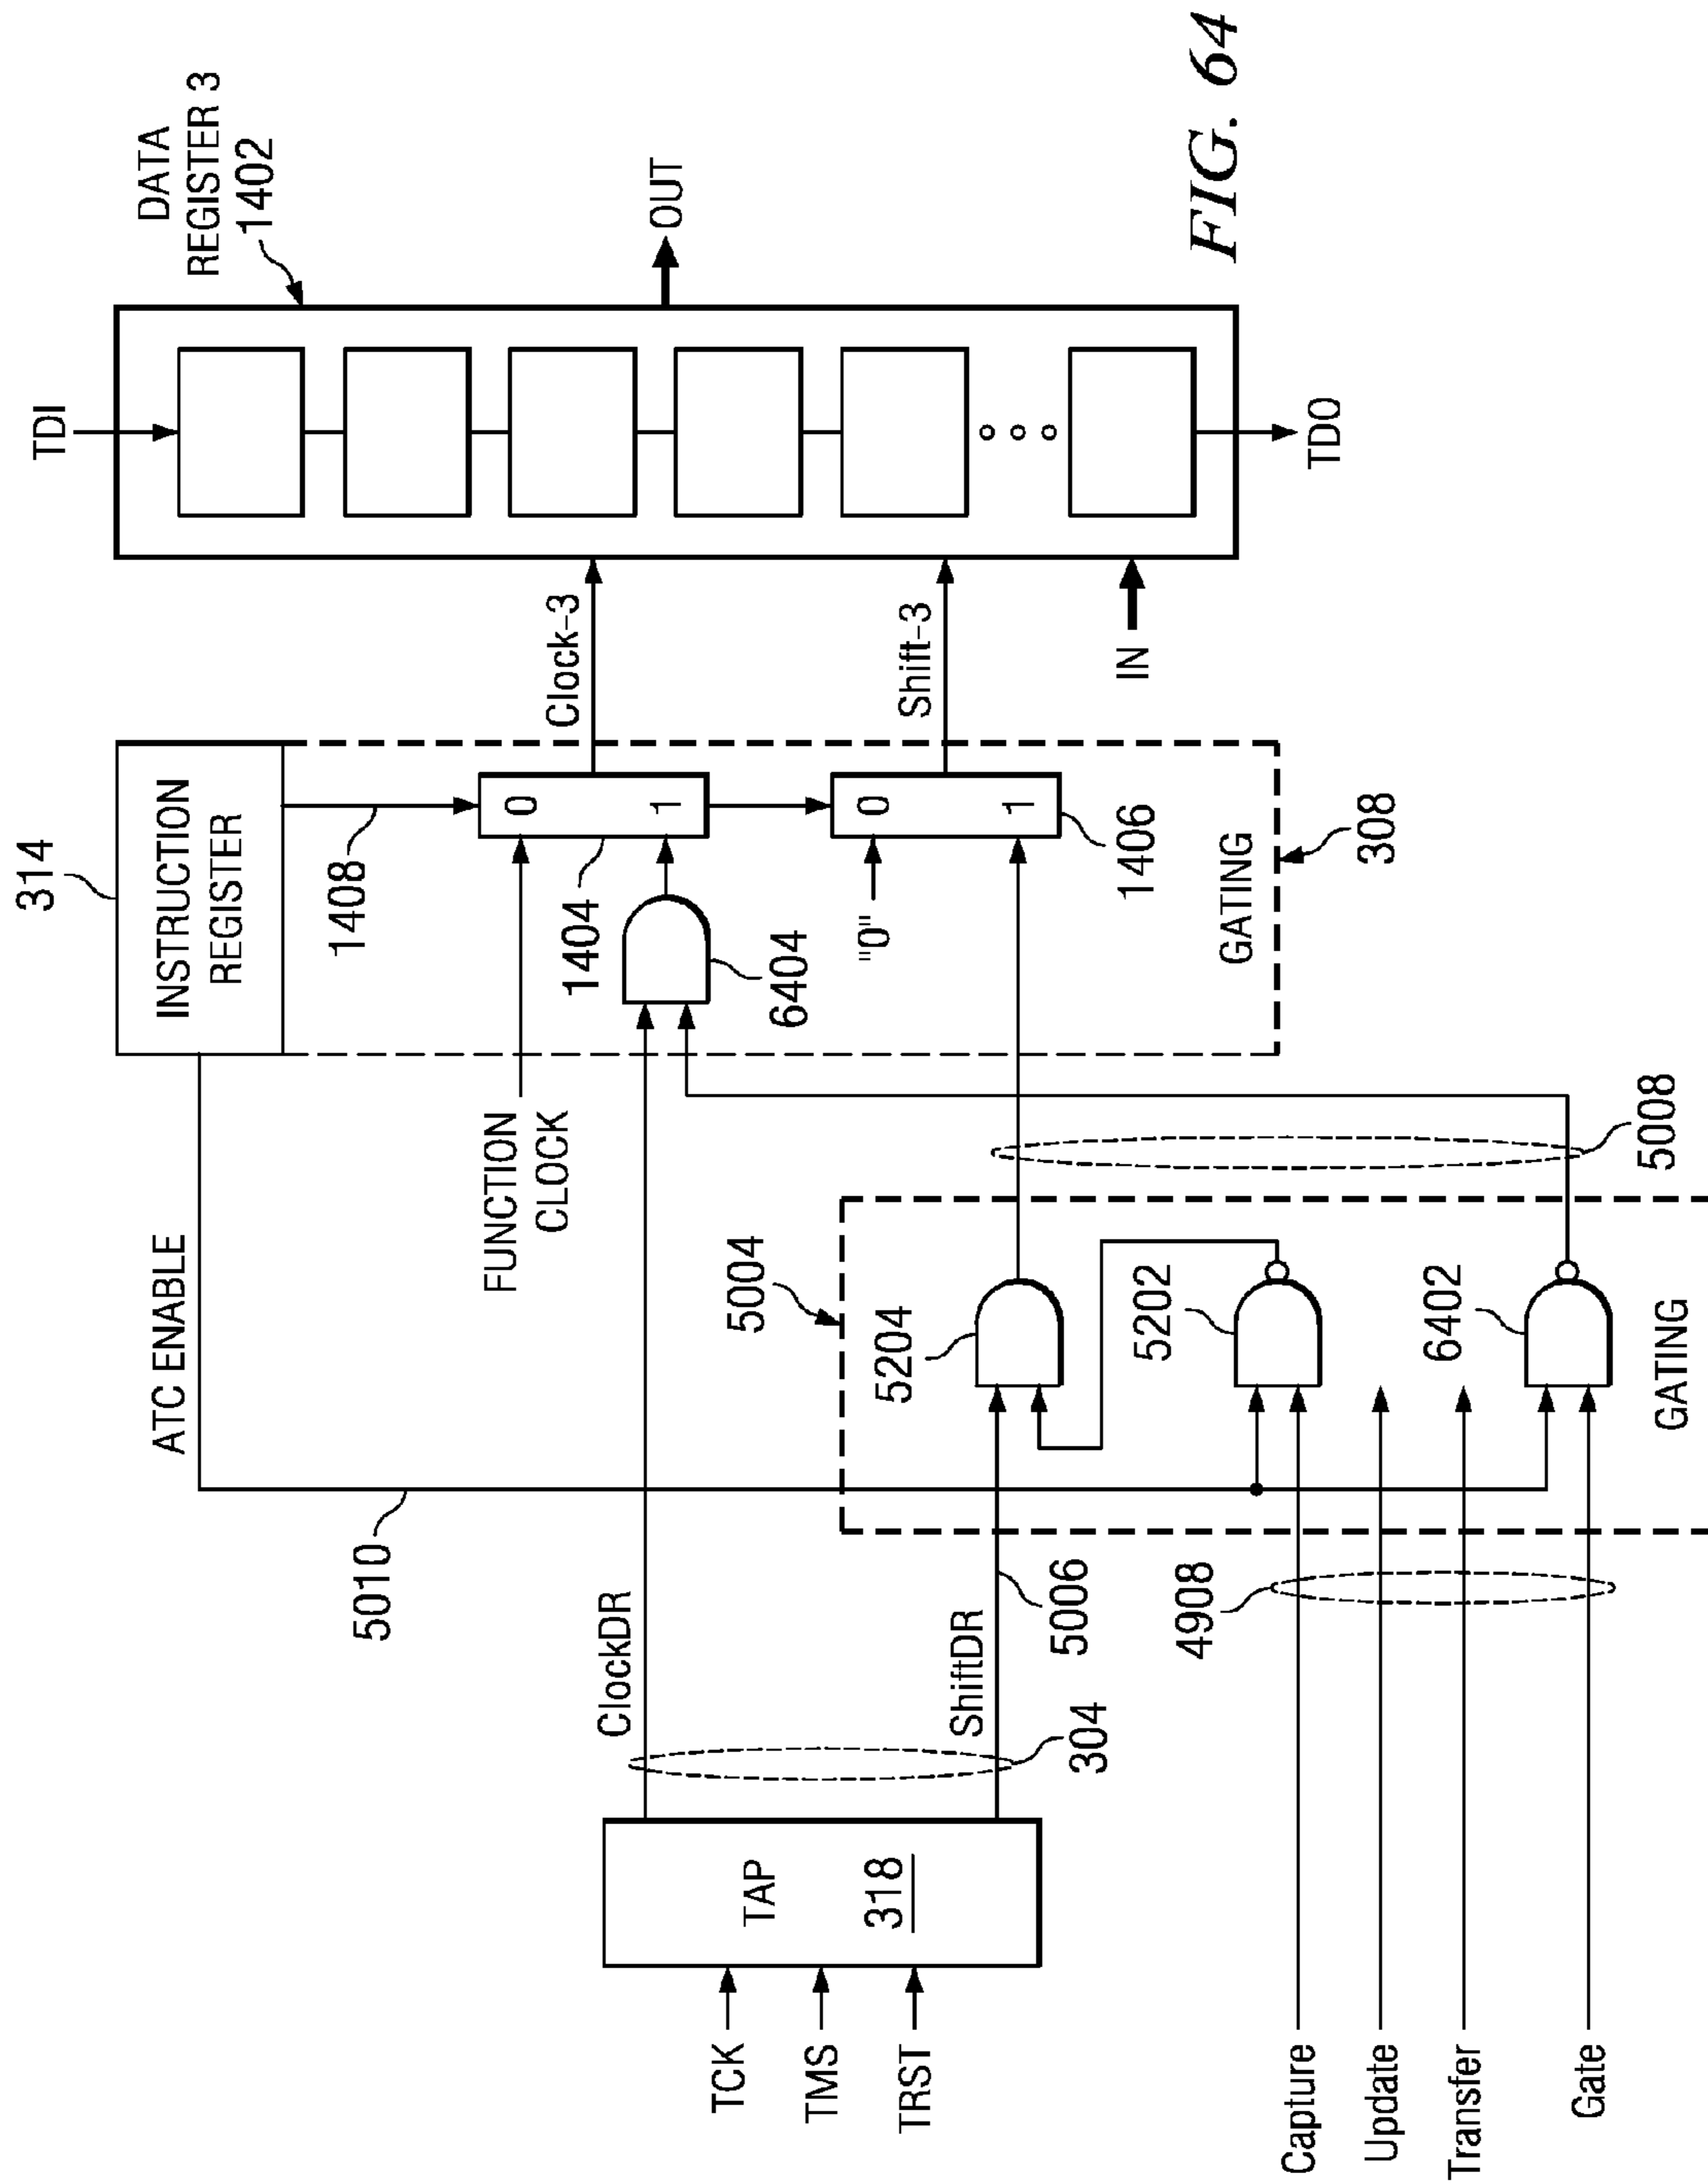 314
INSTRUCTION
REGISTER
DATA
REGISTER 3
1402
TDI
ATC ENABLE
5010
1408
FUNCTION
CLOCK
0
1
1404
6404
Clock-3
OUT
ClockDR
TCK
TMS
TRST
TAP
318
ShiftDR
304
5006
5004
5204
"0"
0
1
1406
Shift-3
IN
TDO
Capture
Update
Transfer
Gate
4908
5202
6402
GATING
5008
GATING
308
FIG. 64